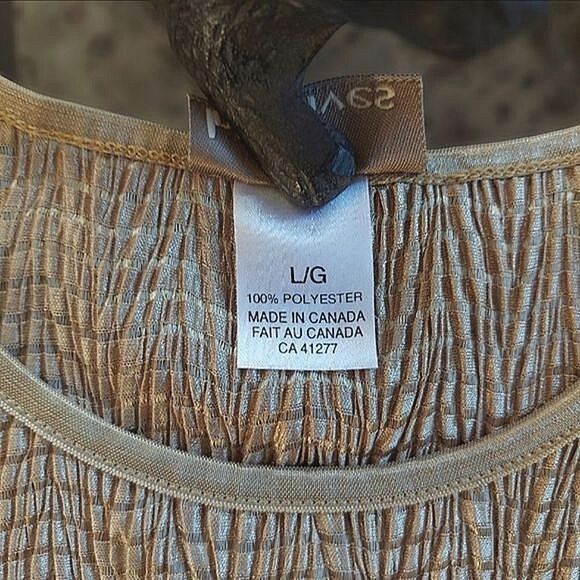 L/G
100% POLYESTER
MADE IN CANADA
FAIT AU CANADA
CA 41277